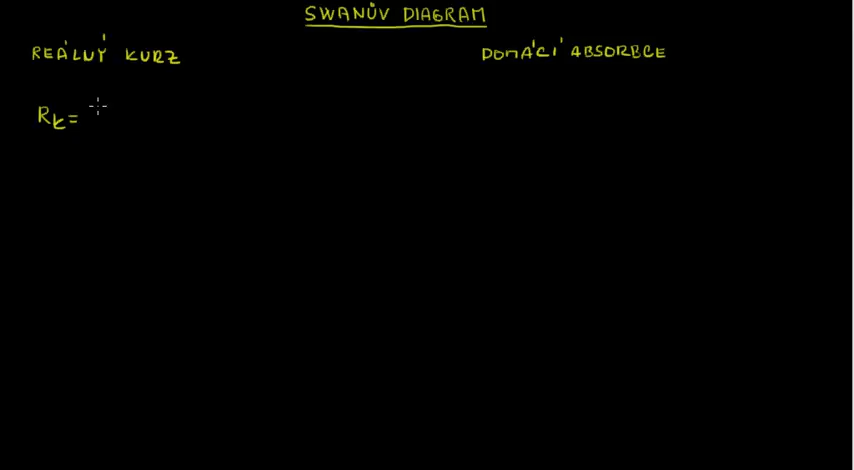 SWANŮV DIAGRAM
REÁLNÝ KURZ
DOMÁCÍ ABSORBCE
Rk =